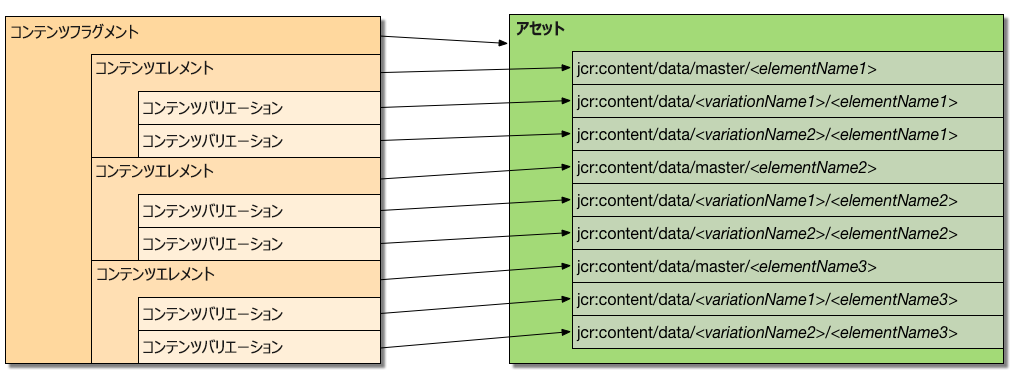 コンテンツフラグメント
コンテンツエレメント
コンテンツバリエーション
コンテンツバリエーション
コンテンツエレメント
コンテンツバリエーション
コンテンツバリエーション
コンテンツエレメント
コンテンツバリエーション
コンテンツバリエーション
アセット
jcr:content/data/master/<elementName1>
jcr:content/data/<variationName1>/<elementName1>
jcr:content/data/<variationName2>/<elementName1>
jcr:content/data/master/<elementName2>
jcr:content/data/<variationName1>/<elementName2>
jcr:content/data/<variationName2>/<elementName2>
jcr:content/data/master/<elementName3>
jcr:content/data/<variationName1>/<elementName3>
jcr:content/data/<variationName2>/<elementName3>